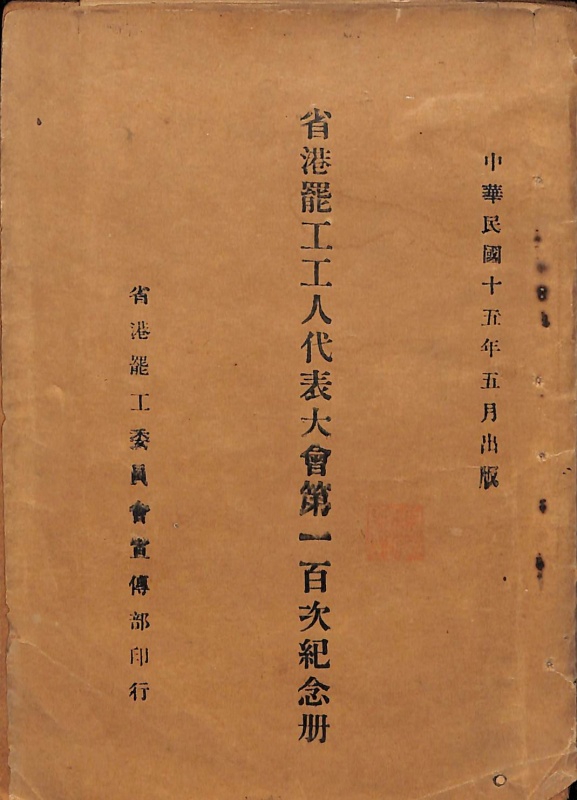 中華民國十五年五月出版
省港罷工工人代表大會第一百次紀念册
省港罷工委員會宣傳部印行